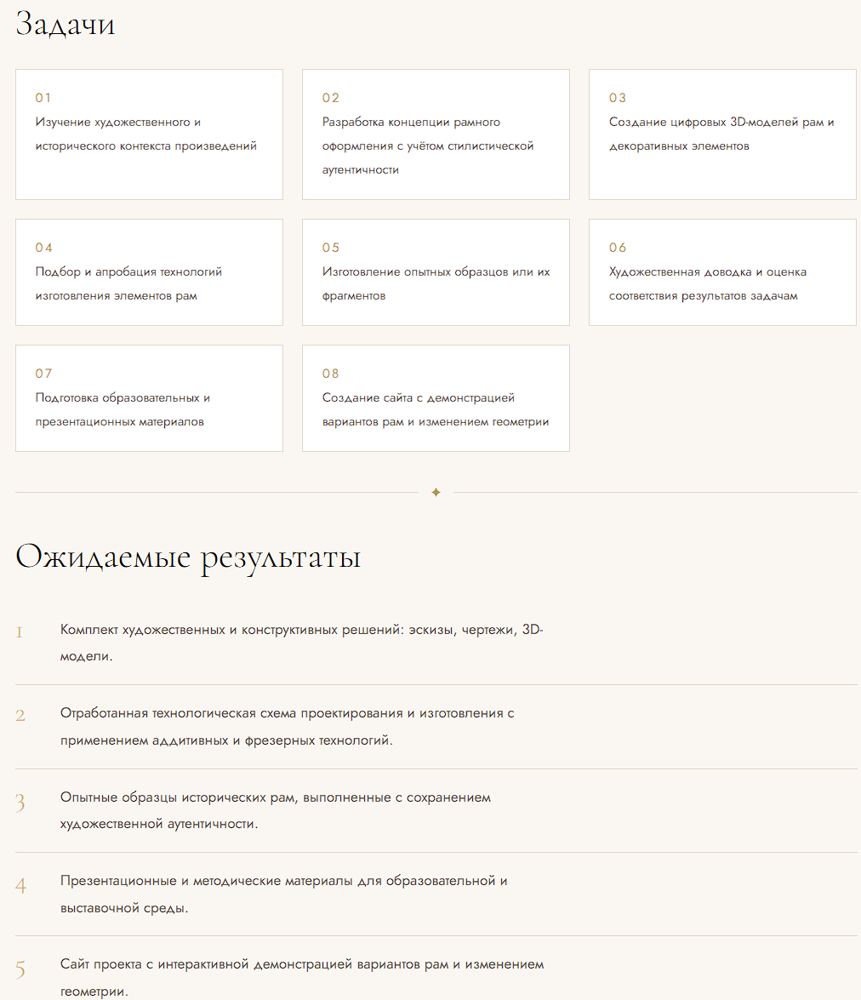 Задачи
01
Изучение художественного и
исторического контекста произведений
02
Разработка концепции рамного
оформления с учётом стилистической
аутентичности
03
Создание цифровых 3D-моделей рам и
декоративных элементов
04
Подбор и апробация технологий
изготовления элементов рам
05
Изготовление опытных образцов или их
фрагментов
06
Художественная доводка и оценка
соответствия результатов задачам
07
Подготовка образовательных и
презентационных материалов
08
Создание сайта с демонстрацией
вариантов рам и изменением геометрии
Ожидаемые результаты
1
Комплект художественных и конструктивных решений: эскизы, чертежи, 3D-
модели.
2
Отработанная технологическая схема проектирования и изготовления с
применением аддитивных и фрезерных технологий.
3
Опытные образцы исторических рам, выполненные с сохранением
художественной аутентичности.
4
Презентационные и методические материалы для образовательной и
выставочной среды.
5
Сайт проекта с интерактивной демонстрацией вариантов рам и изменением
геометрии.